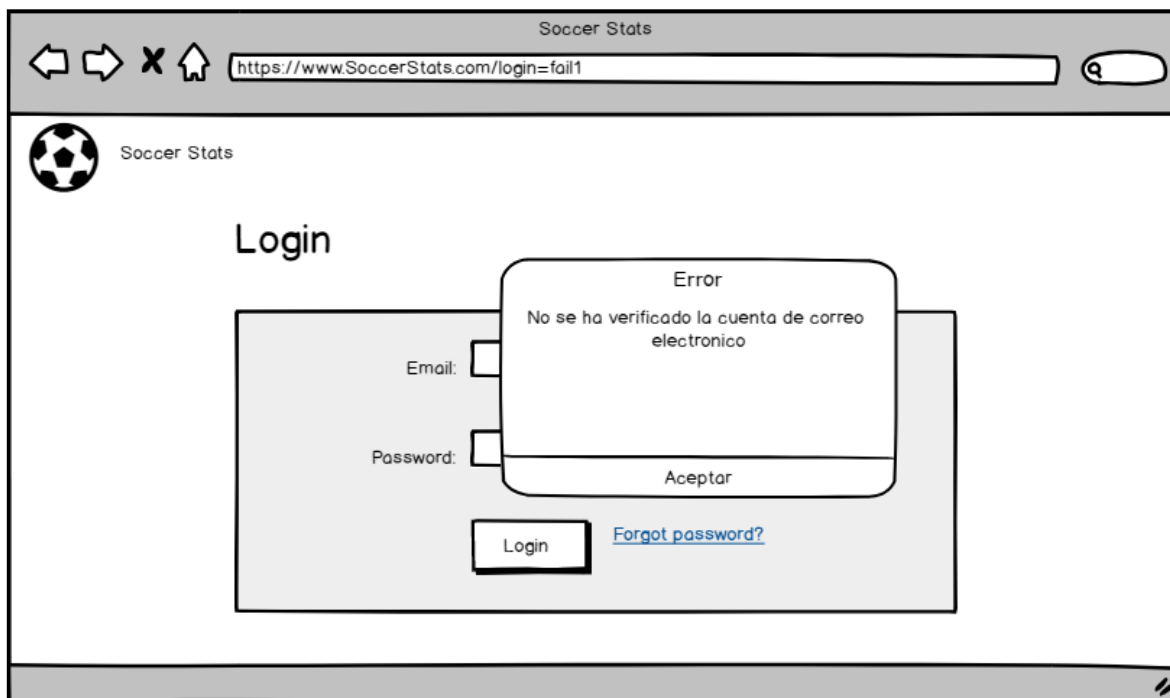 Soccer Stats
https://www.SoccerStats.com/login=fail1
Soccer Stats
Login
Error
No se ha verificado la cuenta de correo
electronico
Email:
Password:
Aceptar
Login
Forgot password?